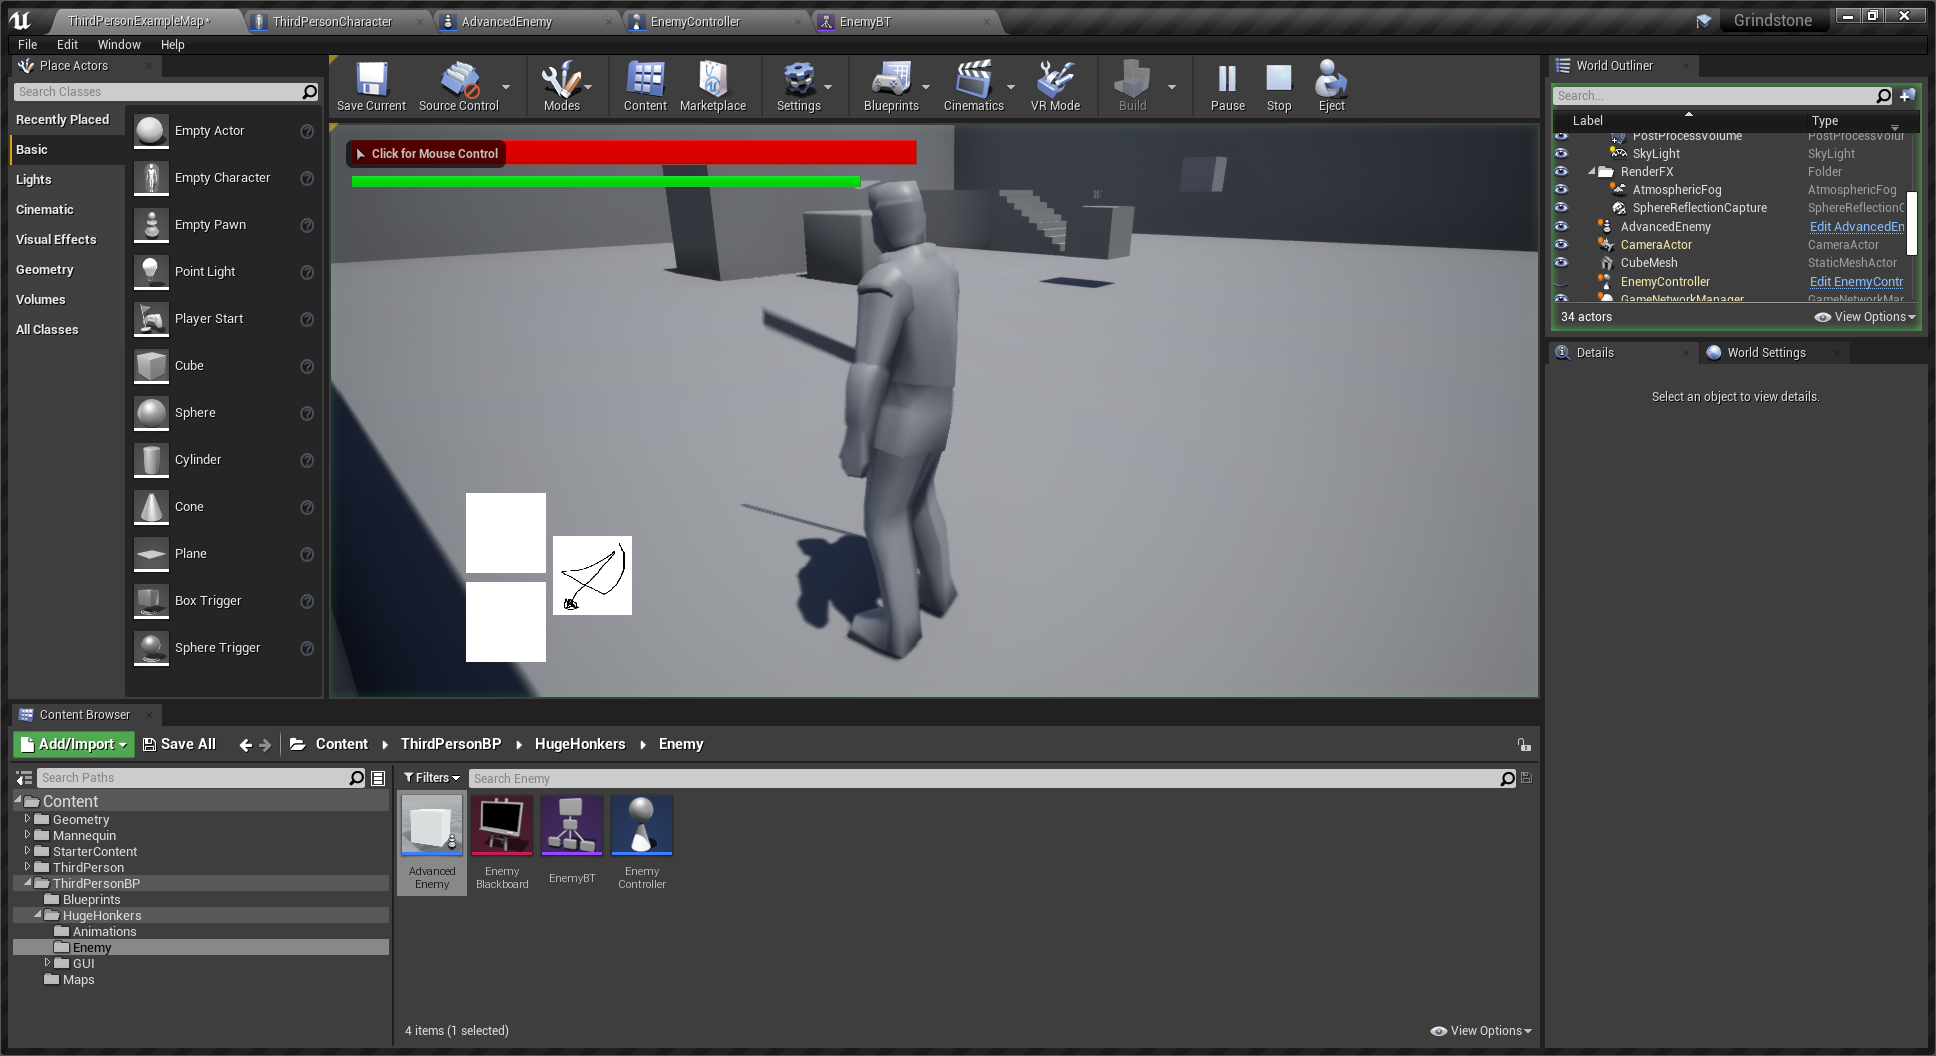 ThirdPersonExampleMap*
ThirdPersonCharacter
AdvancedEnemy
EnemyController
EnemyBT
Grindstone
File Edit Window Help
Place Actors
Search Classes
Recently Placed
Basic
Lights
Cinematic
Visual Effects
Geometry
Volumes
All Classes
Empty Actor
Empty Character
Empty Pawn
Point Light
Player Start
Cube
Sphere
Cylinder
Cone
Plane
Box Trigger
Sphere Trigger
Save Current
Source Control
Modes
Content
Marketplace
Settings
Blueprints
Cinematics
VR Mode
Build
Pause
Stop
Eject
Click for Mouse Control
World Outliner
Search...
Label Type
PostProcessVolume PostProcessVolur
SkyLight SkyLight
RenderFX Folder
AtmosphericFog AtmosphericFog
SphereReflectionCapture SphereReflectionC
AdvancedEnemy Edit AdvancedEn
CameraActor CameraActor
CubeMesh StaticMeshActor
EnemyController Edit EnemyContr
GameNetworkManager GameNetworkMar
34 actors
View Options
Details
World Settings
Select an object to view details.
Content Browser
Add/Import
Save All
Content
ThirdPersonBP
HugeHonkers
Enemy
Search Paths
Content
Geometry
Mannequin
StarterContent
ThirdPerson
ThirdPersonBP
Blueprints
HugeHonkers
Animations
Enemy
GUI
Maps
Filters
Search Enemy
Advanced
Enemy
Enemy
Blackboard
EnemyBT
Enemy
Controller
4 items (1 selected)
View Options